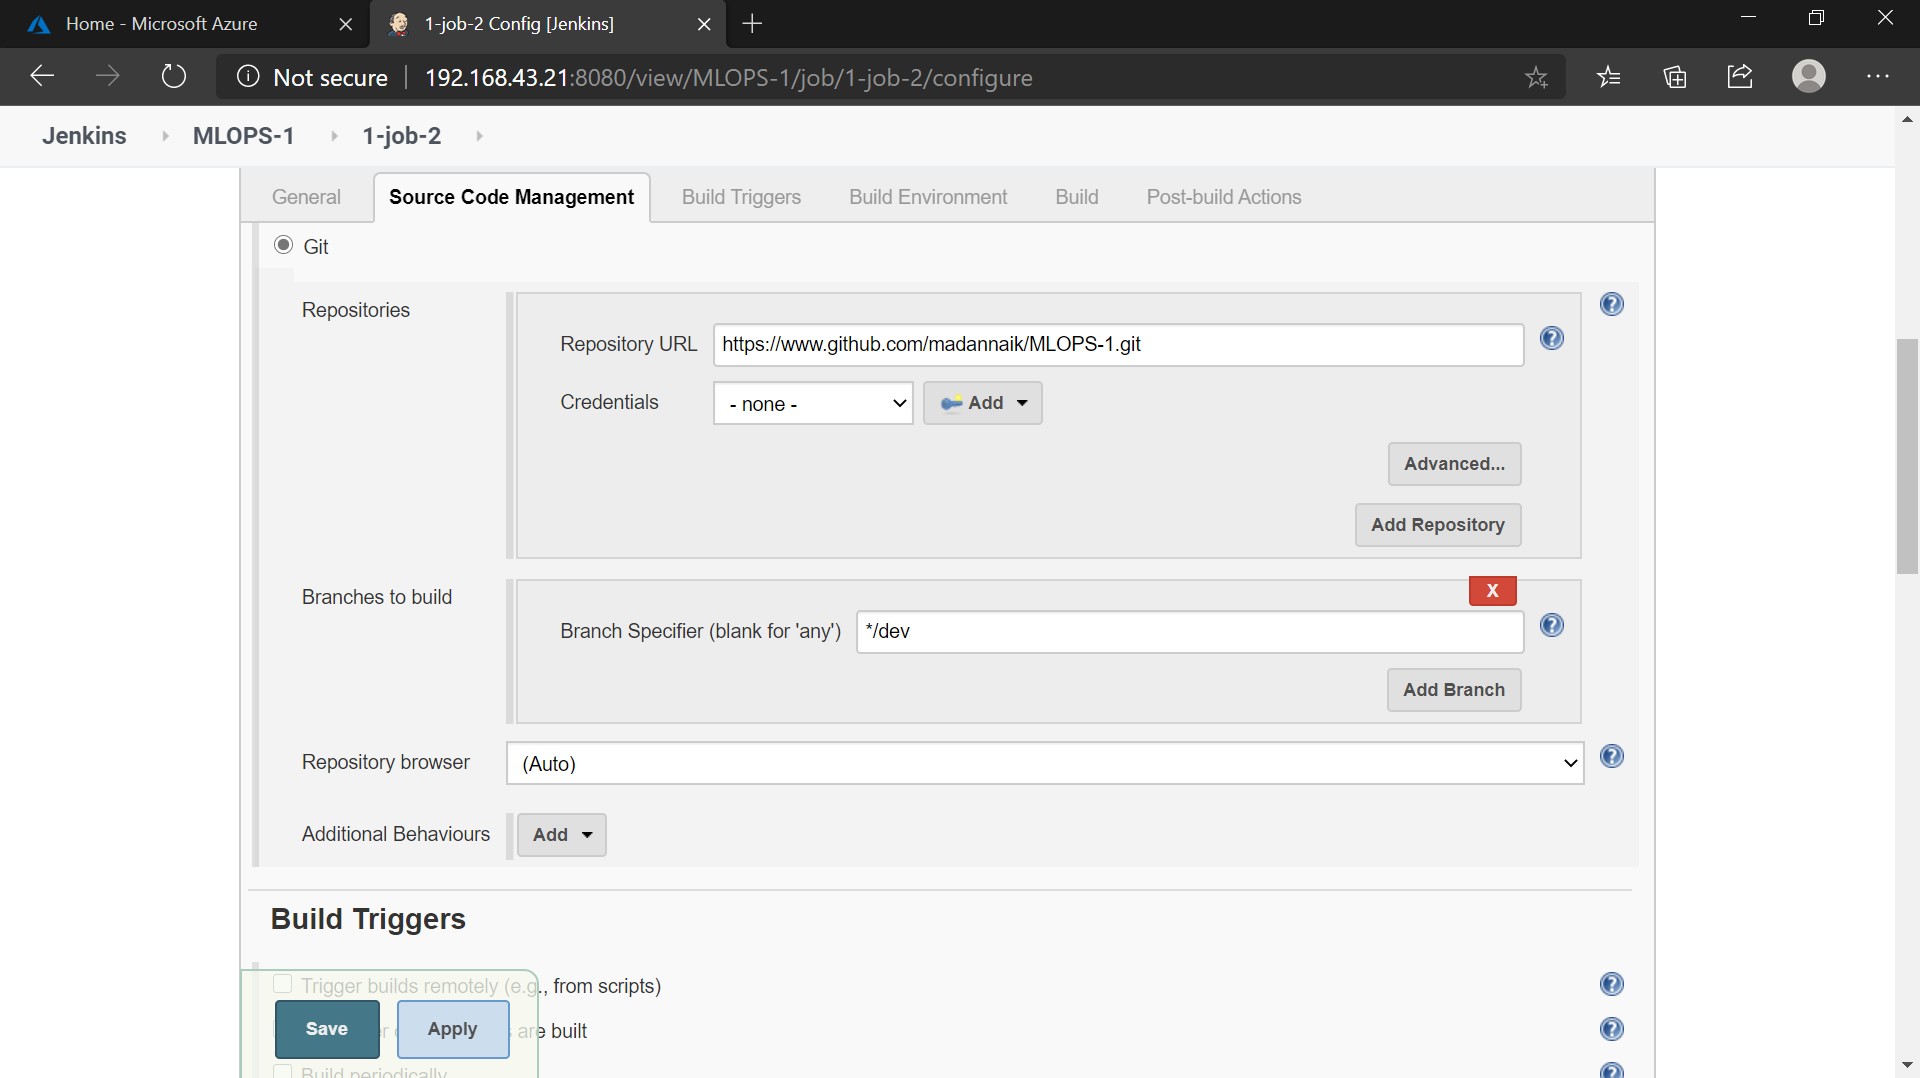 Home - Microsoft Azure
1-job-2 Config [Jenkins]
Not secure 192.168.43.21:8080/view/MLOPS-1/job/1-job-2/configure
Jenkins MLOPS-1 1-job-2
General Source Code Management Build Triggers Build Environment Build Post-build Actions
Git
Repositories
Repository URL https://www.github.com/madannaik/MLOPS-1.git
Credentials - none - Add
Advanced...
Add Repository
Branches to build
X
Branch Specifier (blank for 'any') */dev
Add Branch
Repository browser (Auto)
Additional Behaviours Add
Build Triggers
Trigger builds remotely (e.g., from scripts)
Save Apply are built
Build periodically